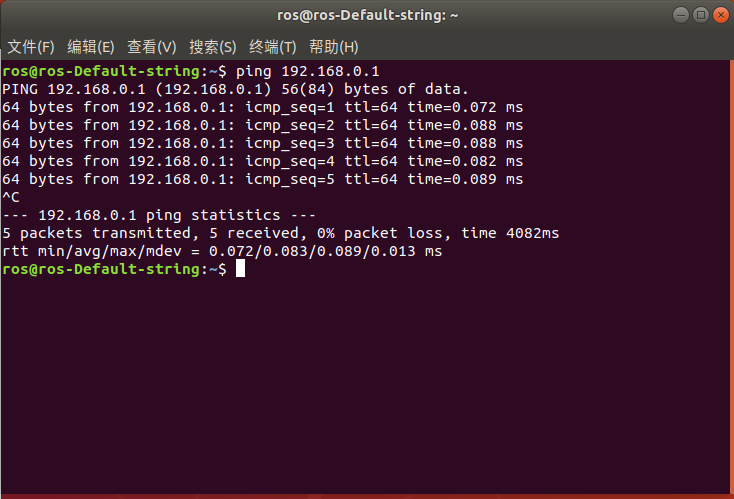 ros@ros-Default-string: ~
文件(F) 编辑(E) 查看(V) 搜索(S) 终端(T) 帮助(H)
ros@ros-Default-string:~$ ping 192.168.0.1
PING 192.168.0.1 (192.168.0.1) 56(84) bytes of data.
64 bytes from 192.168.0.1: icmp_seq=1 ttl=64 time=0.072 ms
64 bytes from 192.168.0.1: icmp_seq=2 ttl=64 time=0.088 ms
64 bytes from 192.168.0.1: icmp_seq=3 ttl=64 time=0.088 ms
64 bytes from 192.168.0.1: icmp_seq=4 ttl=64 time=0.082 ms
64 bytes from 192.168.0.1: icmp_seq=5 ttl=64 time=0.089 ms
^C
--- 192.168.0.1 ping statistics ---
5 packets transmitted, 5 received, 0% packet loss, time 4082ms
rtt min/avg/max/mdev = 0.072/0.083/0.089/0.013 ms
ros@ros-Default-string:~$